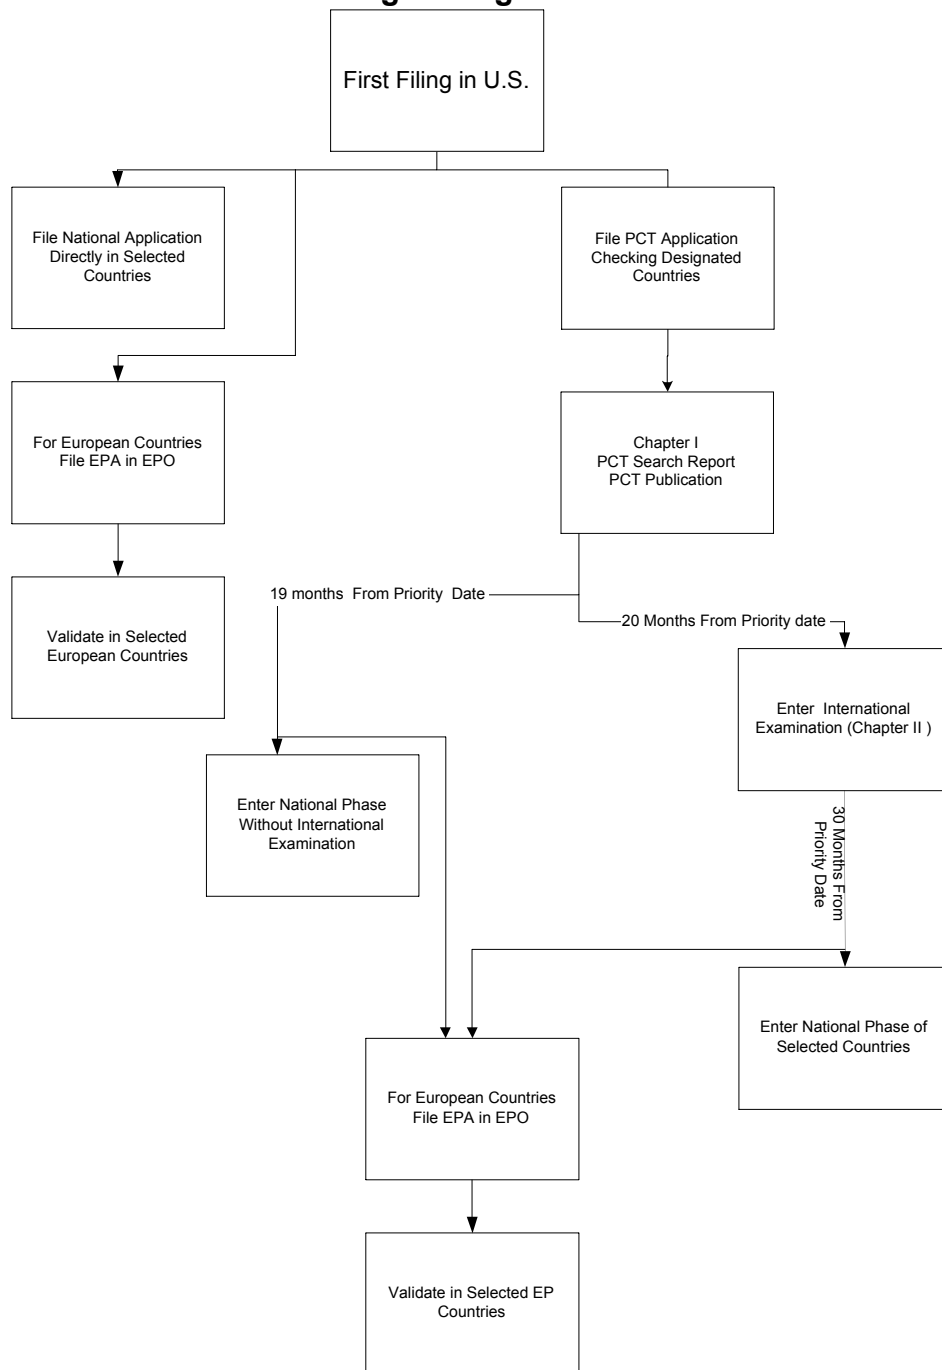 First Filing in U.S.
File National Application
Directly in Selected
Countries
File PCT Application
Checking Designated
Countries
For European Countries
File EPA in EPO
Chapter I
PCT Search Report
PCT Publication
19 months From Priority Date
20 Months From Priority date
Validate in Selected
European Countries
Enter International
Examination (Chapter II )
Enter National Phase
Without International
Examination
30 Months From
Priority Date
Enter National Phase of
Selected Countries
For European Countries
File EPA in EPO
Validate in Selected EP
Countries